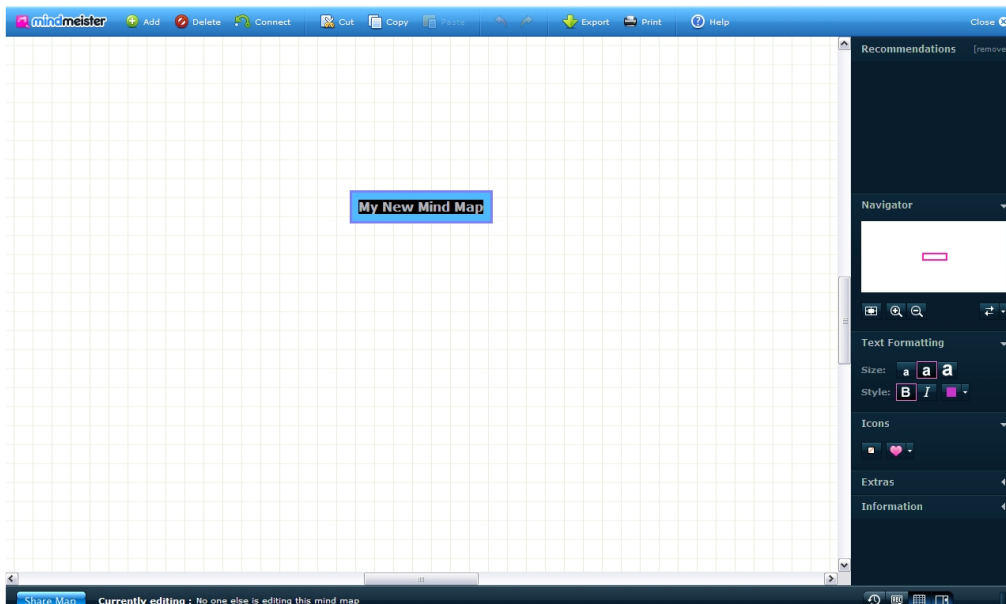 mindmeister Add Delete Connect Cut Copy Paste Export Print Help Close
Recommendations [remove
My New Mind Map
Navigator
Text Formatting
Size: a a a
Style: B I
Icons
Extras
Information
Share Map Currently editing : No one else is editing this mind map